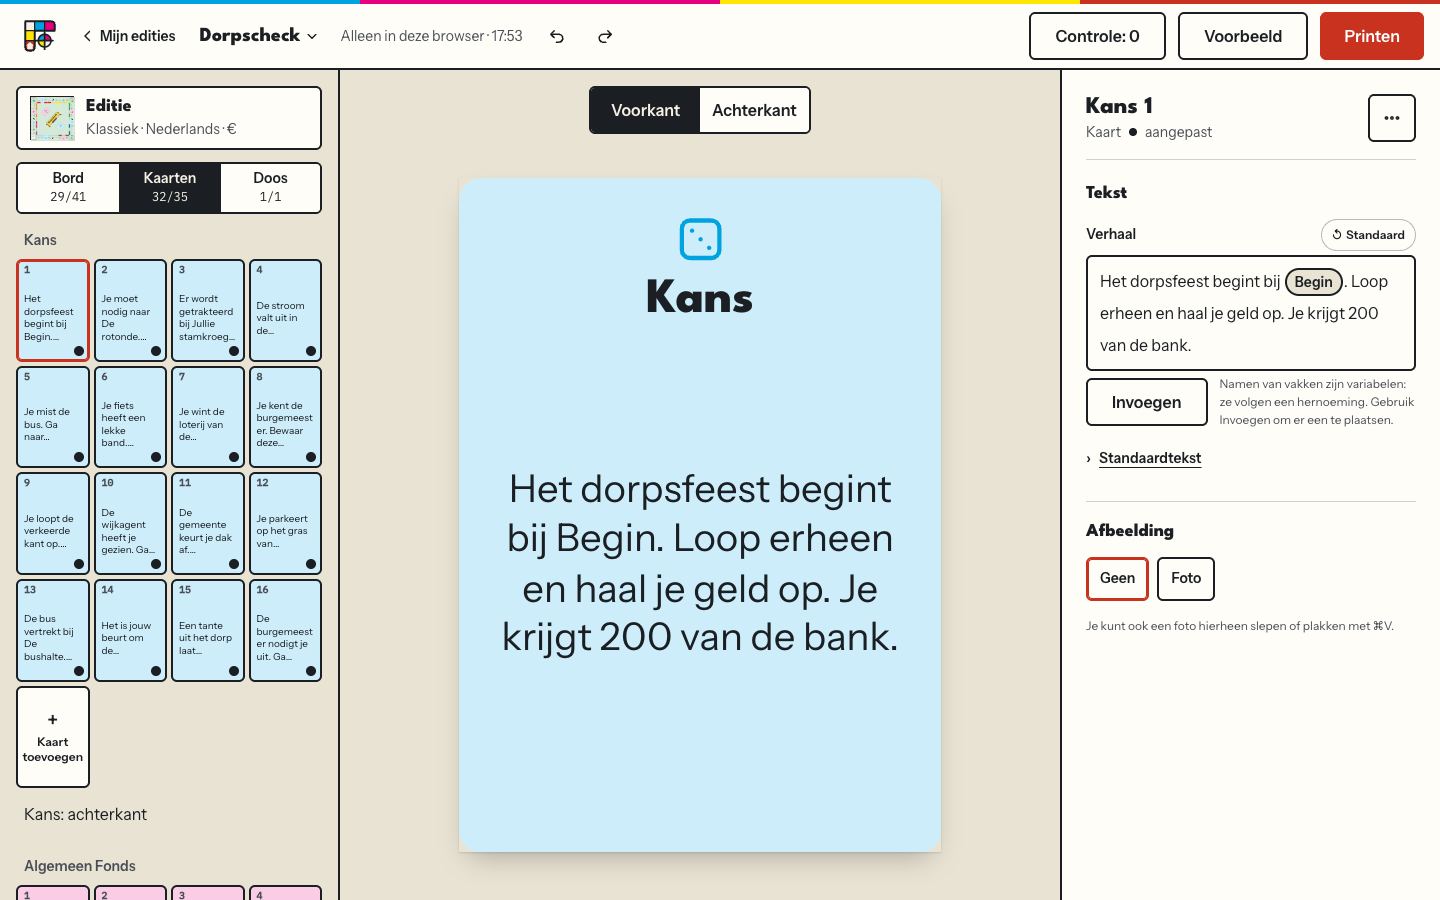 Mijn edities
Dorpscheck
Alleen in deze browser · 17:53
Controle: 0
Voorbeeld
Printen
Editie
Klassiek · Nederlands · €
Bord
29/41
Kaarten
32/35
Doos
1/1
Kans
1
Het
dorpsfeest
begint bij
Begin....
2
Je moet
nodig naar
De
rotonde....
3
Er wordt
getrakteerd
bij Jullie
stamkroeg...
4
De stroom
valt uit in
de...
5
Je mist de
bus. Ga
naar...
6
Je fiets
heeft een
lekke
band....
7
Je wint de
loterij van
de...
8
Je kent de
burgemeest
er. Bewaar
deze...
9
Je loopt de
verkeerde
kant op....
10
De
wijkagent
heeft je
gezien. Ga...
11
De
gemeente
keurt je dak
af....
12
Je parkeert
op het gras
van...
13
De bus
vertrekt bij
De
bushalte....
14
Het is jouw
beurt om
de...
15
Een tante
uit het dorp
laat...
16
De
burgemeest
er nodigt je
uit. Ga...
+
Kaart
toevoegen
Kans: achterkant
Algemeen Fonds
1
2
3
4
Voorkant
Achterkant
Kans
Het dorpsfeest begint
bij Begin. Loop erheen
en haal je geld op. Je
krijgt 200 van de bank.
Kans 1
Kaart ● aangepast
Tekst
Verhaal
Standaard
Het dorpsfeest begint bij Begin. Loop
erheen en haal je geld op. Je krijgt 200
van de bank.
Invoegen
Namen van vakken zijn variabelen:
ze volgen een hernoeming. Gebruik
Invoegen om er een te plaatsen.
› Standaardtekst
Afbeelding
Geen
Foto
Je kunt ook een foto hierheen slepen of plakken met ⌘V.